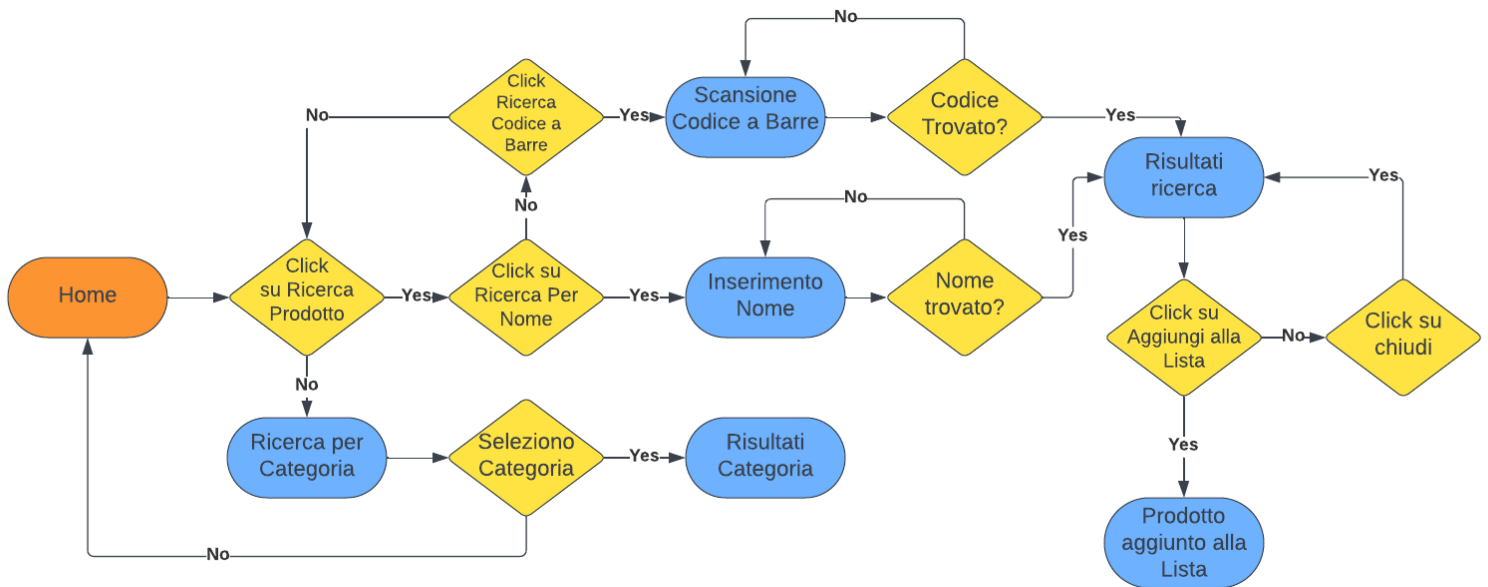 No
Click
Ricerca
Codice a
Barre
No
Yes
Scansione
Codice a Barre
Codice
Trovato?
Yes
Risultati
ricerca
Yes
No
No
Yes
Home
Click
su Ricerca
Prodotto
Yes
Click su
Ricerca Per
Nome
Yes
Inserimento
Nome
Nome
trovato?
Click su
Aggiungi alla
Lista
No
Click su
chiudi
No
Ricerca per
Categoria
Seleziono
Categoria
Yes
Risultati
Categoria
Yes
No
Prodotto
aggiunto alla
Lista